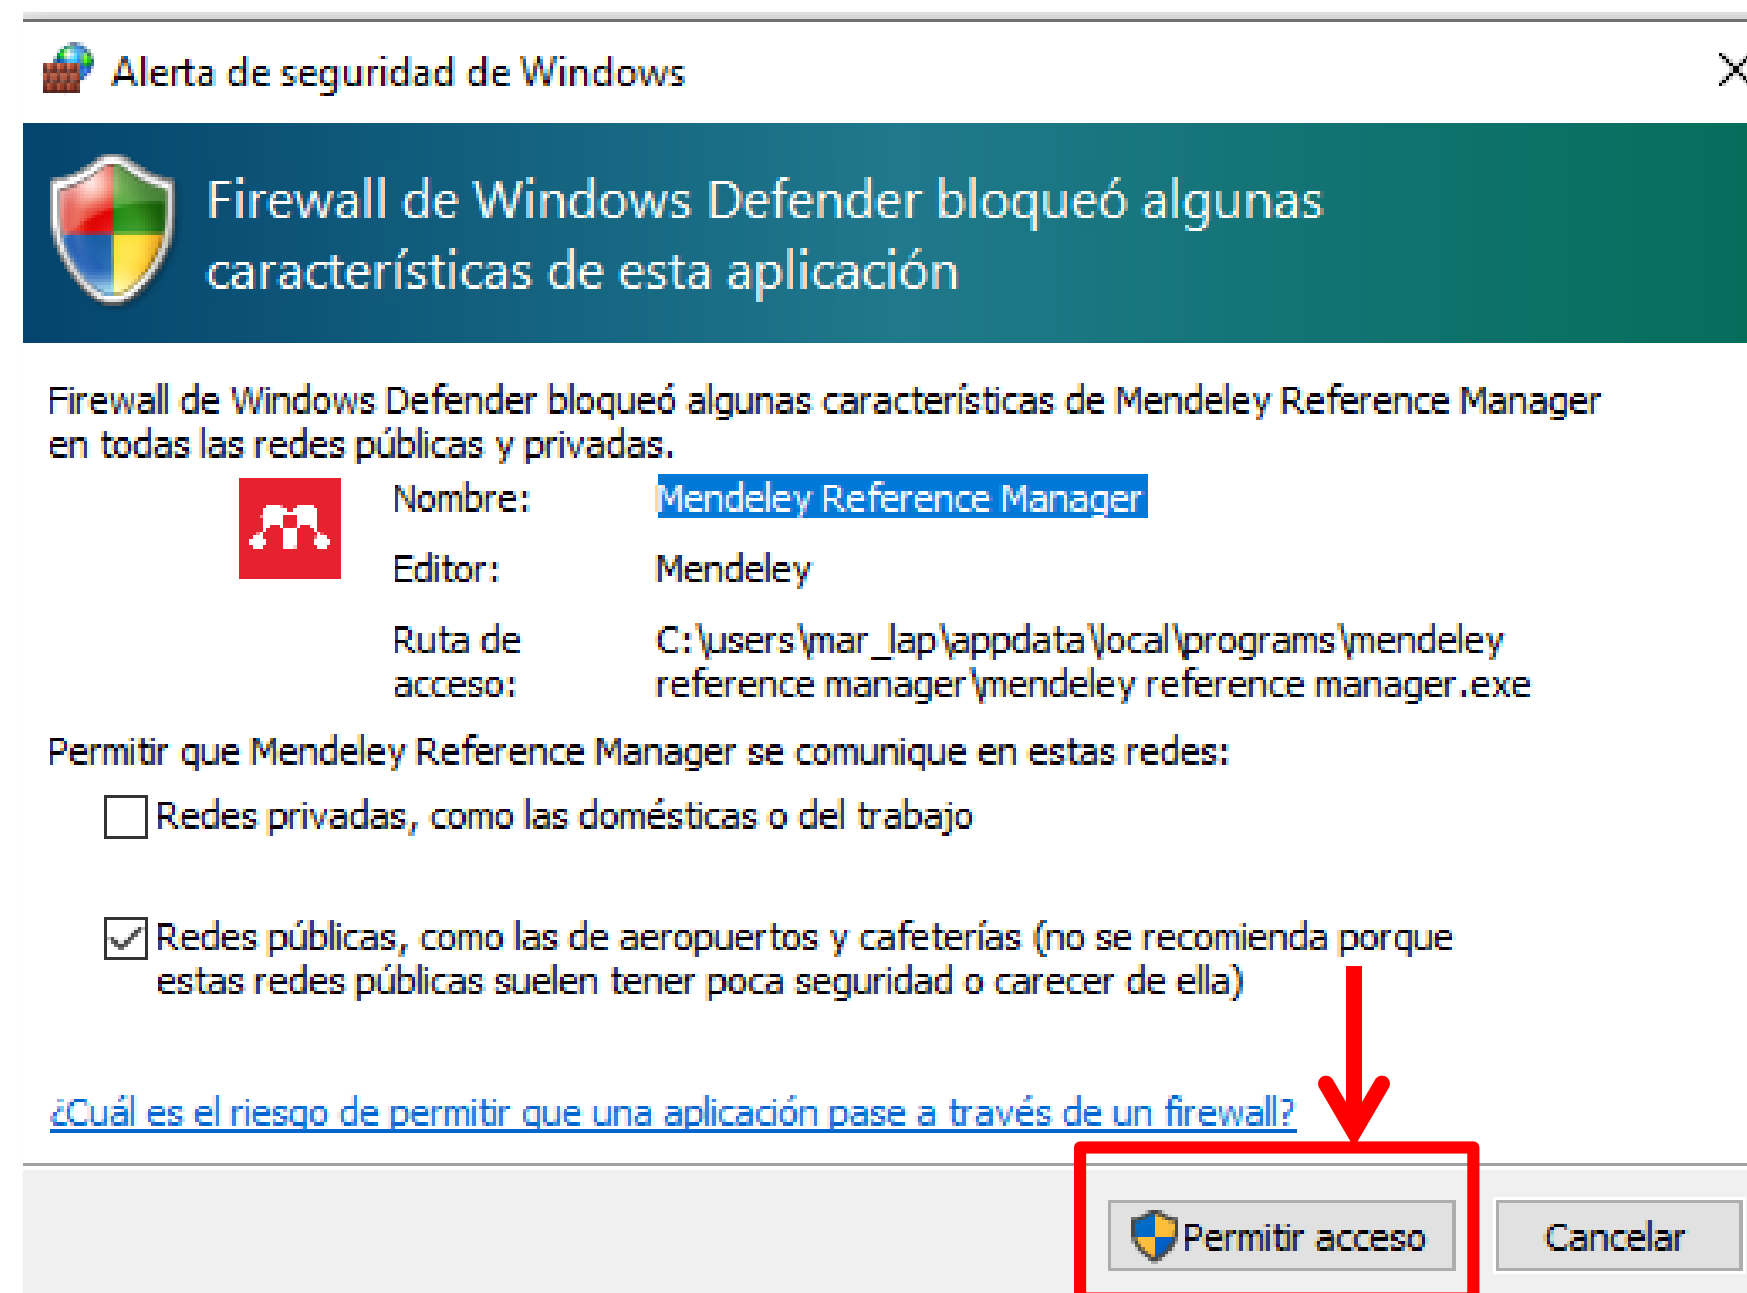 Alerta de seguridad de Windows
Firewall de Windows Defender bloqueó algunas
características de esta aplicación
Firewall de Windows Defender bloqueó algunas características de Mendeley Reference Manager
en todas las redes públicas y privadas.
Nombre: Mendeley Reference Manager
Editor: Mendeley
Ruta de C:\users\mar_lap\appdata\local\programs\mendeley
acceso: reference manager\mendeley reference manager.exe
Permitir que Mendeley Reference Manager se comunique en estas redes:
Redes privadas, como las domésticas o del trabajo
Redes públicas, como las de aeropuertos y cafeterías (no se recomienda porque
estas redes públicas suelen tener poca seguridad o carecer de ella)
¿Cuál es el riesgo de permitir que una aplicación pase a través de un firewall?
Permitir acceso Cancelar